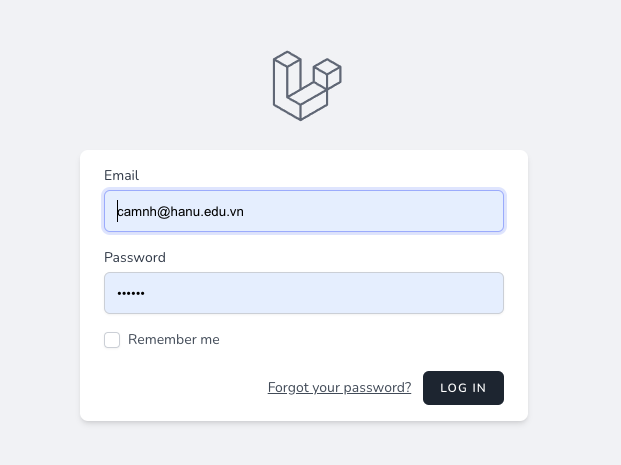 Email
camnh@hanu.edu.vn
Password
••••••
Remember me
Forgot your password? LOG IN